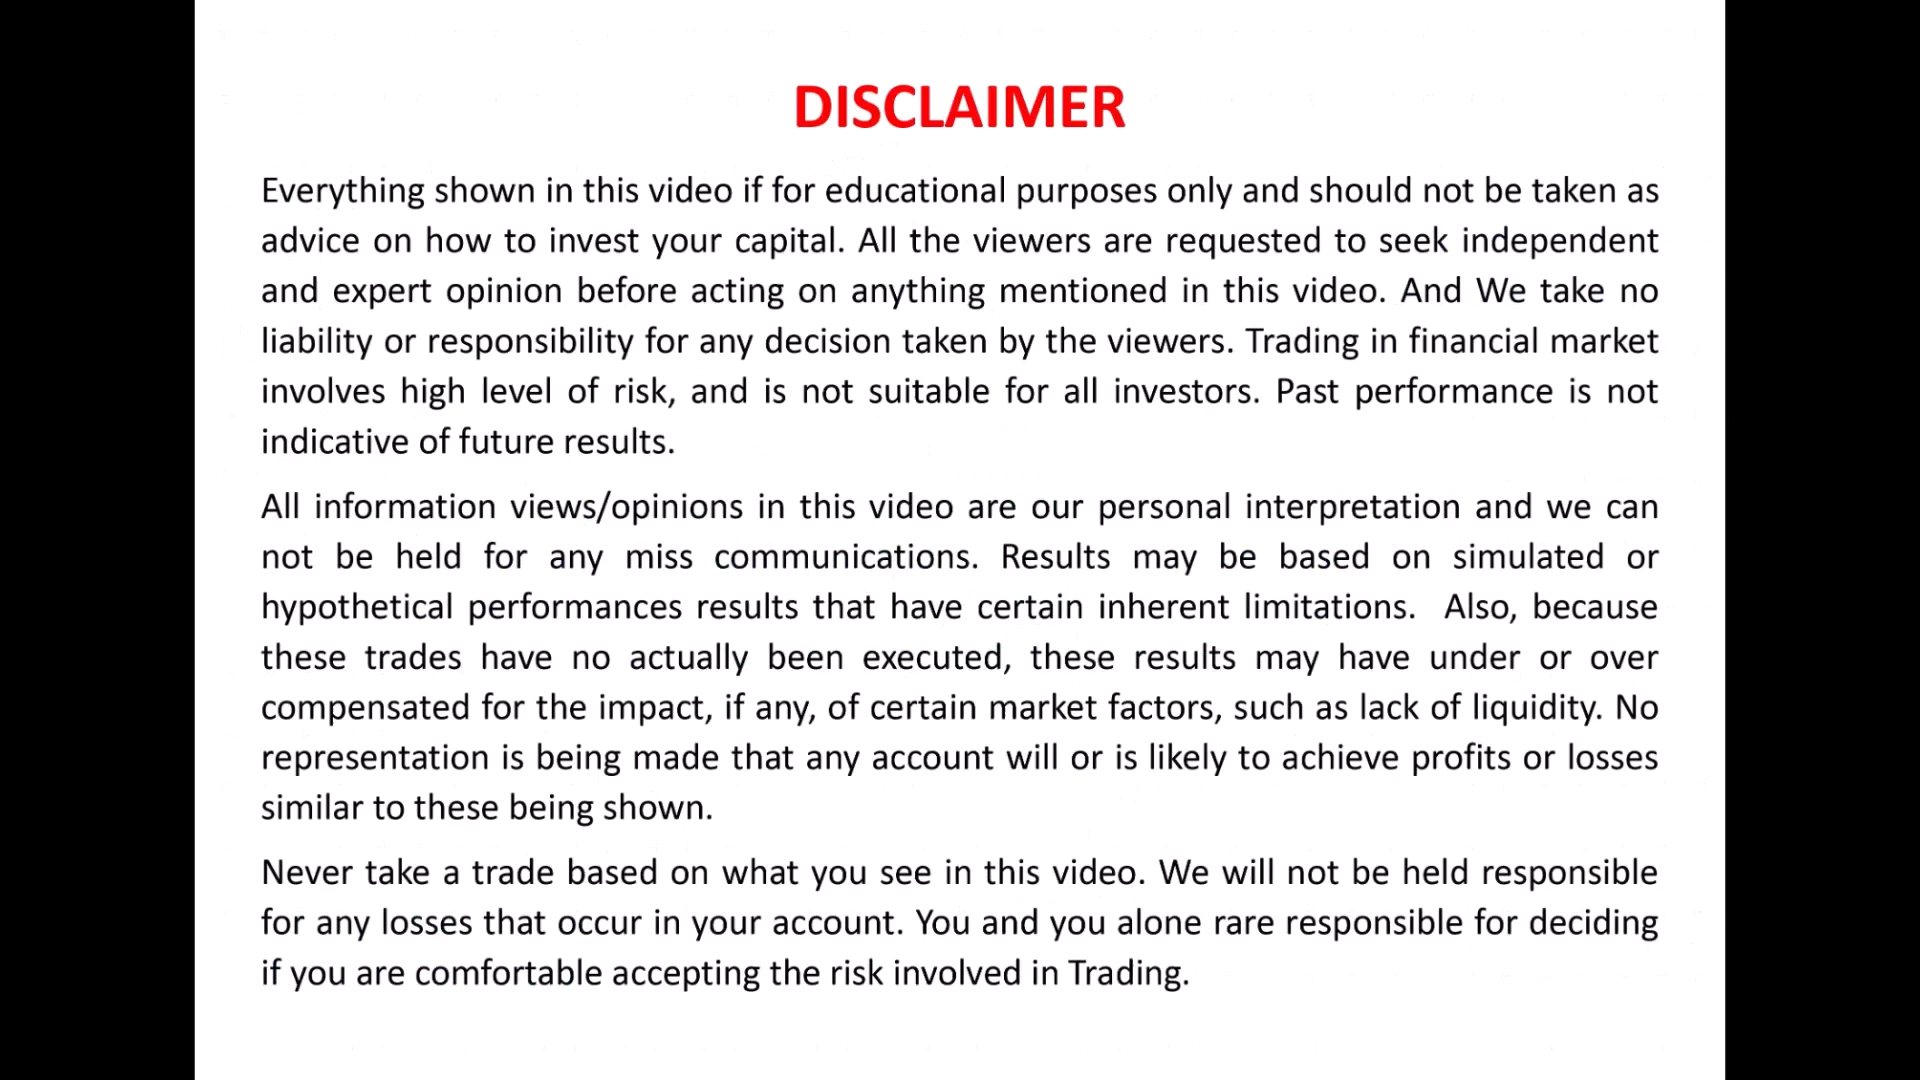 DISCLAIMER
Everything shown in this video if for educational purposes only and should not be taken as
advice on how to invest your capital. All the viewers are requested to seek independent
and expert opinion before acting on anything mentioned in this video. And We take no
liability or responsibility for any decision taken by the viewers. Trading in financial market
involves high level of risk, and is not suitable for all investors. Past performance is not
indicative of future results.
All information views/opinions in this video are our personal interpretation and we can
not be held for any miss communications. Results may be based on simulated or
hypothetical performances results that have certain inherent limitations. Also, because
these trades have no actually been executed, these results may have under or over
compensated for the impact, if any, of certain market factors, such as lack of liquidity. No
representation is being made that any account will or is likely to achieve profits or losses
similar to these being shown.
Never take a trade based on what you see in this video. We will not be held responsible
for any losses that occur in your account. You and you alone rare responsible for deciding
if you are comfortable accepting the risk involved in Trading.